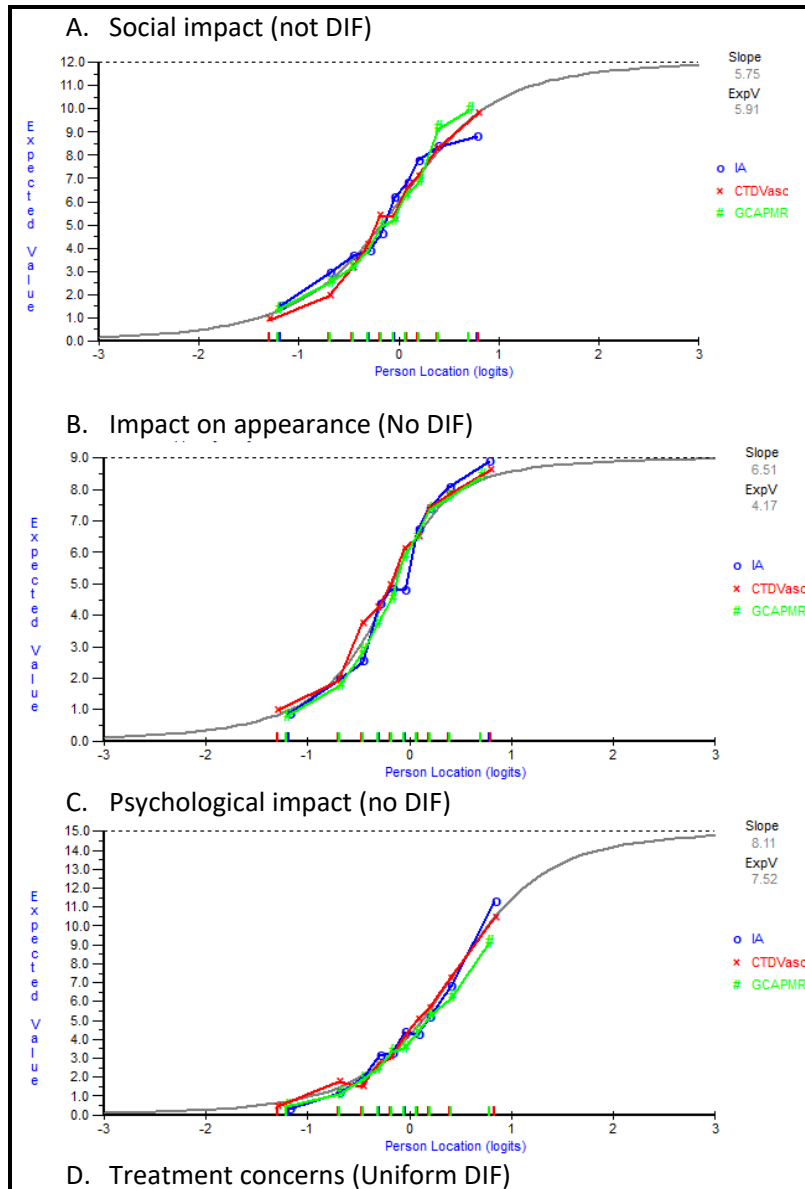 A. Social impact (not DIF)
Slope
5.75
ExpV
5.91
Expected Value
12.0
11.0
10.0
9.0
8.0
7.0
6.0
5.0
4.0
3.0
2.0
1.0
0.0
-3 -2 -1 0 1 2 3
Person Location (logits)
o IA
× CTDVasc
# GCAPMR
B. Impact on appearance (No DIF)
Slope
6.51
ExpV
4.17
Expected Value
9.0
8.0
7.0
6.0
5.0
4.0
3.0
2.0
1.0
0.0
-3 -2 -1 0 1 2 3
Person Location (logits)
o IA
× CTDVasc
# GCAPMR
C. Psychological impact (no DIF)
Slope
8.11
ExpV
7.52
Expected Value
15.0
14.0
13.0
12.0
11.0
10.0
9.0
8.0
7.0
6.0
5.0
4.0
3.0
2.0
1.0
0.0
-3 -2 -1 0 1 2 3
Person Location (logits)
o IA
× CTDVasc
# GCAPMR
D. Treatment concerns (Uniform DIF)